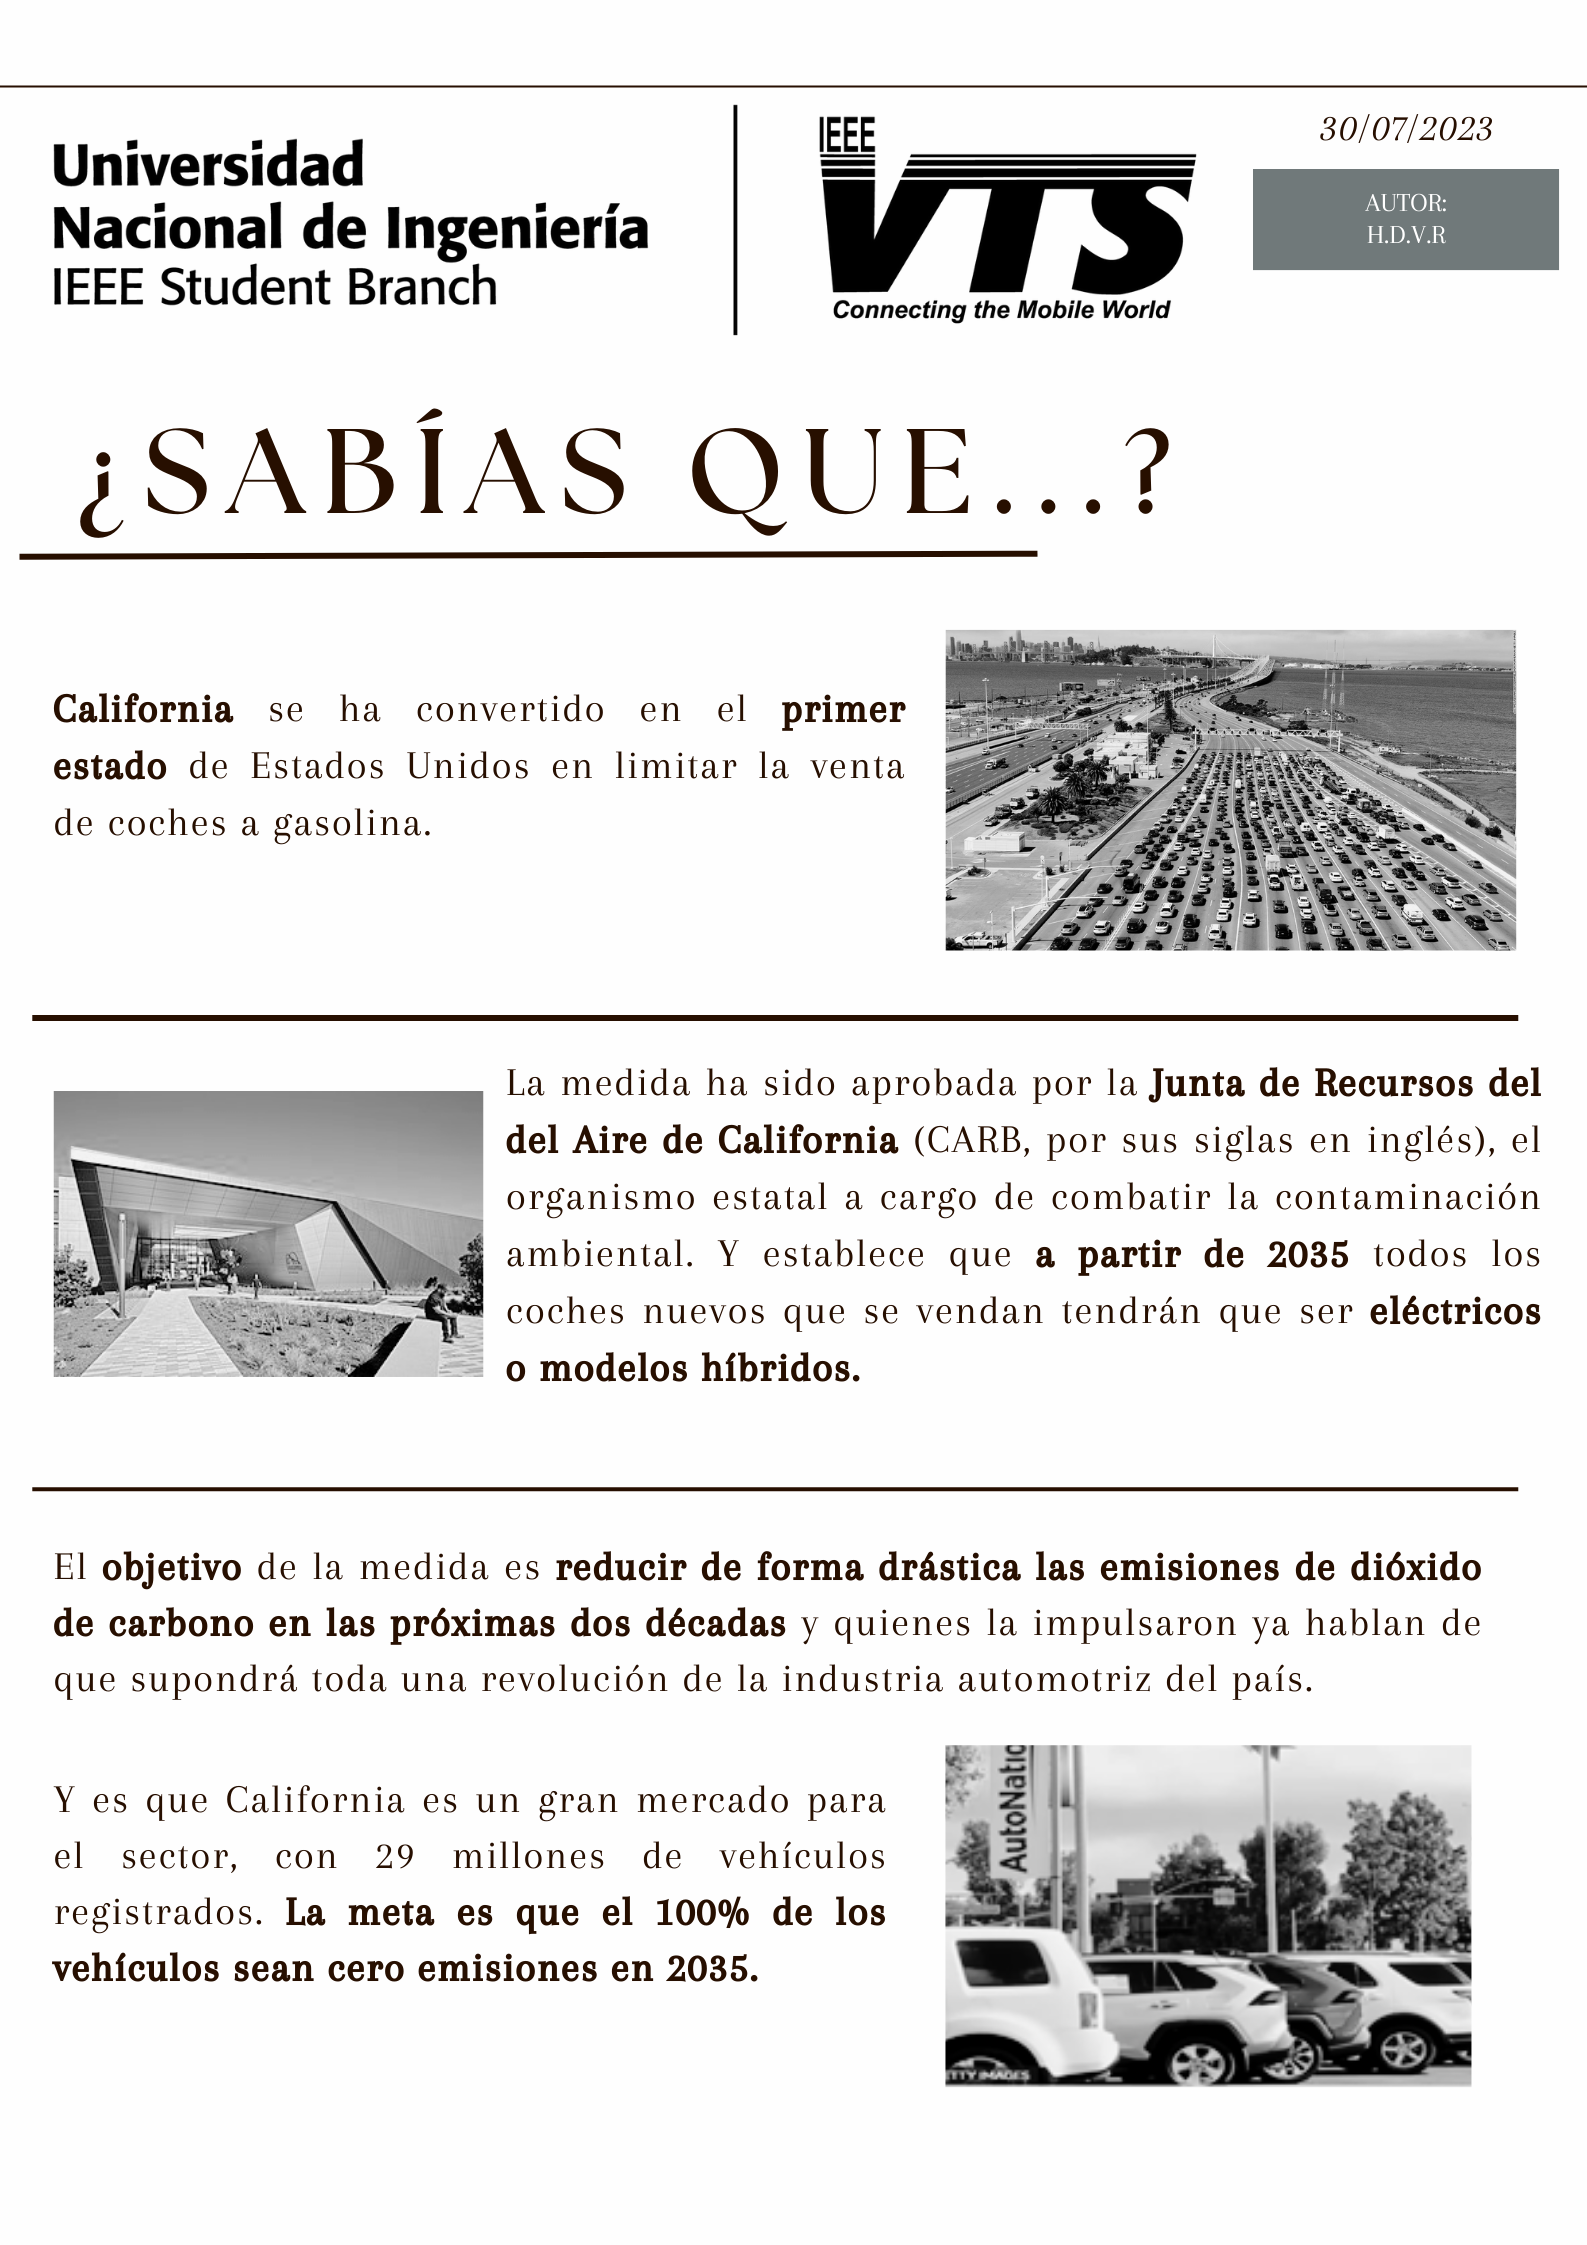 Universidad
Nacional de Ingeniería
IEEE Student Branch
IEEE
VTS
Connecting the Mobile World
30/07/2023
AUTOR:
H.D.V.R
¿SABÍAS QUE...?
California se ha convertido en el primer
estado de Estados Unidos en limitar la venta
de coches a gasolina.
La medida ha sido aprobada por la Junta de Recursos del
del Aire de California (CARB, por sus siglas en inglés), el
organismo estatal a cargo de combatir la contaminación
ambiental. Y establece que a partir de 2035 todos los
coches nuevos que se vendan tendrán que ser eléctricos
o modelos híbridos.
El objetivo de la medida es reducir de forma drástica las emisiones de dióxido
de carbono en las próximas dos décadas y quienes la impulsaron ya hablan de
que supondrá toda una revolución de la industria automotriz del país.
Y es que California es un gran mercado para
el sector, con 29 millones de vehículos
registrados. La meta es que el 100% de los
vehículos sean cero emisiones en 2035.
AutoNatio
ETTY IMAGES